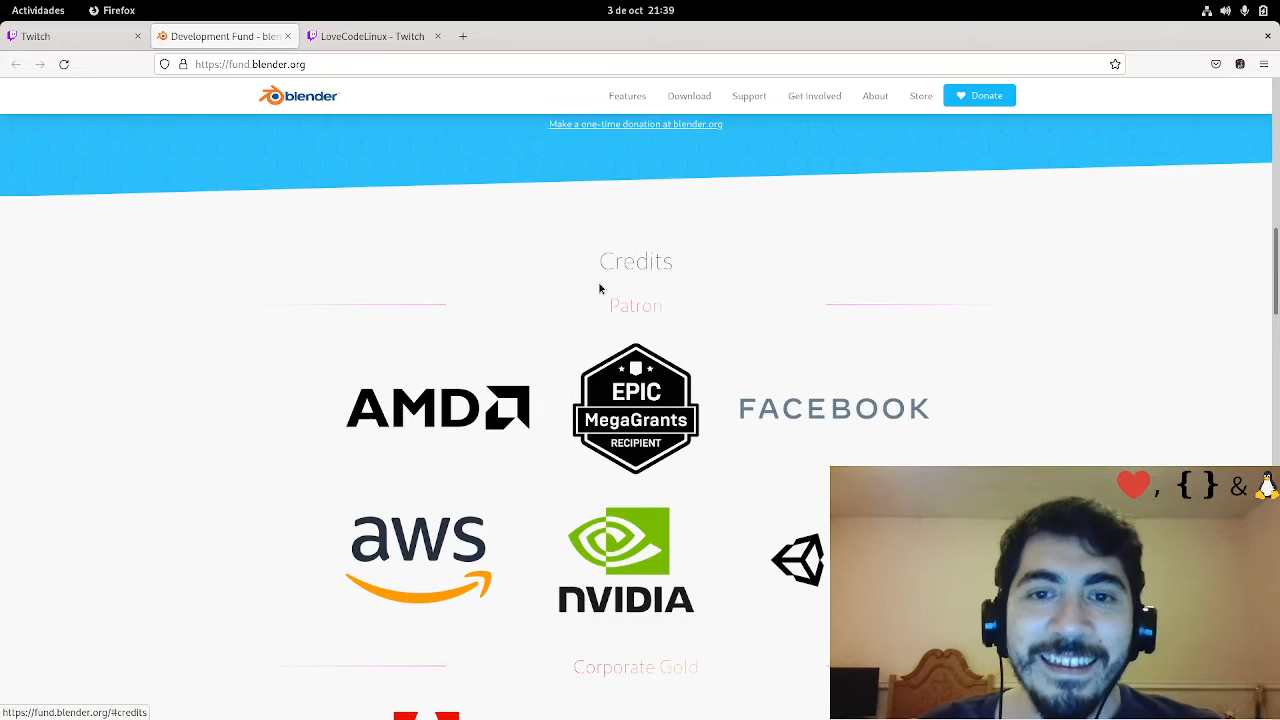 Actividades Firefox 3 de oct 21:39
Twitch Development Fund - blen LoveCodeLinux - Twitch
https://fund.blender.org
blender Features Download Support Get Involved About Store Donate
Make a one-time donation at blender.org
Credits
Patron
AMD EPIC MegaGrants RECIPIENT FACEBOOK
, { } &
aws NVIDIA
Corporate Gold
https://fund.blender.org/#credits